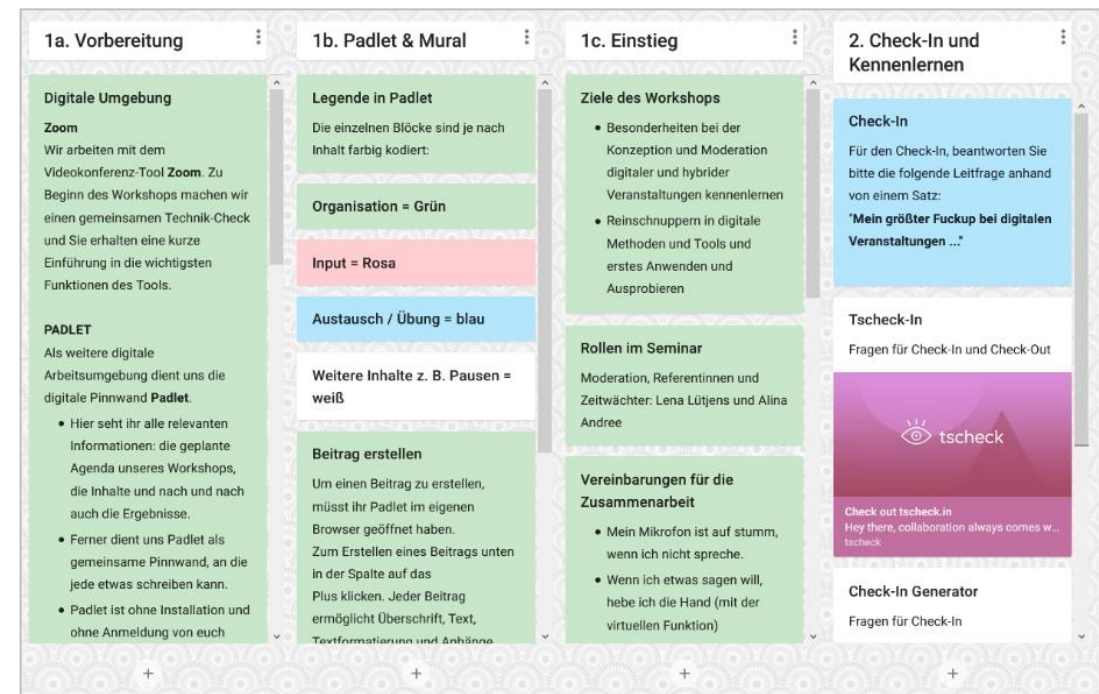 1a. Vorbereitung
Digitale Umgebung
Zoom
Wir arbeiten mit dem
Videokonferenz-Tool Zoom. Zu
Beginn des Workshops machen wir
einen gemeinsamen Technik-Check
und Sie erhalten eine kurze
Einführung in die wichtigsten
Funktionen des Tools.
PADLET
Als weitere digitale
Arbeitsumgebung dient uns die
digitale Pinnwand Padlet.
• Hier seht ihr alle relevanten
Informationen: die geplante
Agenda unseres Workshops,
die Inhalte und nach und nach
auch die Ergebnisse.
• Ferner dient uns Padlet als
gemeinsame Pinnwand, an die
jede etwas schreiben kann.
• Padlet ist ohne Installation und
ohne Anmeldung von euch
1b. Padlet & Mural
Legende in Padlet
Die einzelnen Blöcke sind je nach
Inhalt farbig kodiert:
Organisation = Grün
Input = Rosa
Austausch / Übung = blau
Weitere Inhalte z. B. Pausen =
weiß
Beitrag erstellen
Um einen Beitrag zu erstellen,
müsst ihr Padlet im eigenen
Browser geöffnet haben.
Zum Erstellen eines Beitrags unten
in der Spalte auf das
Plus klicken. Jeder Beitrag
ermöglicht Überschrift, Text,
Textformatierung und Anhänge
1c. Einstieg
Ziele des Workshops
• Besonderheiten bei der
Konzeption und Moderation
digitaler und hybrider
Veranstaltungen kennenlernen
• Reinschnuppern in digitale
Methoden und Tools und
erstes Anwenden und
Ausprobieren
Rollen im Seminar
Moderation, Referentinnen und
Zeitwächter: Lena Lütjens und Alina
Andree
Vereinbarungen für die
Zusammenarbeit
• Mein Mikrofon ist auf stumm,
wenn ich nicht spreche.
• Wenn ich etwas sagen will,
hebe ich die Hand (mit der
virtuellen Funktion)
2. Check-In und
Kennenlernen
Check-In
Für den Check-In, beantworten Sie
bitte die folgende Leitfrage anhand
von einem Satz:
"Mein größter Fuckup bei digitalen
Veranstaltungen ..."
Tscheck-In
Fragen für Check-In und Check-Out
tscheck
Check out tscheck.in
Hey there, collaboration always comes w...
tscheck
Check-In Generator
Fragen für Check-In